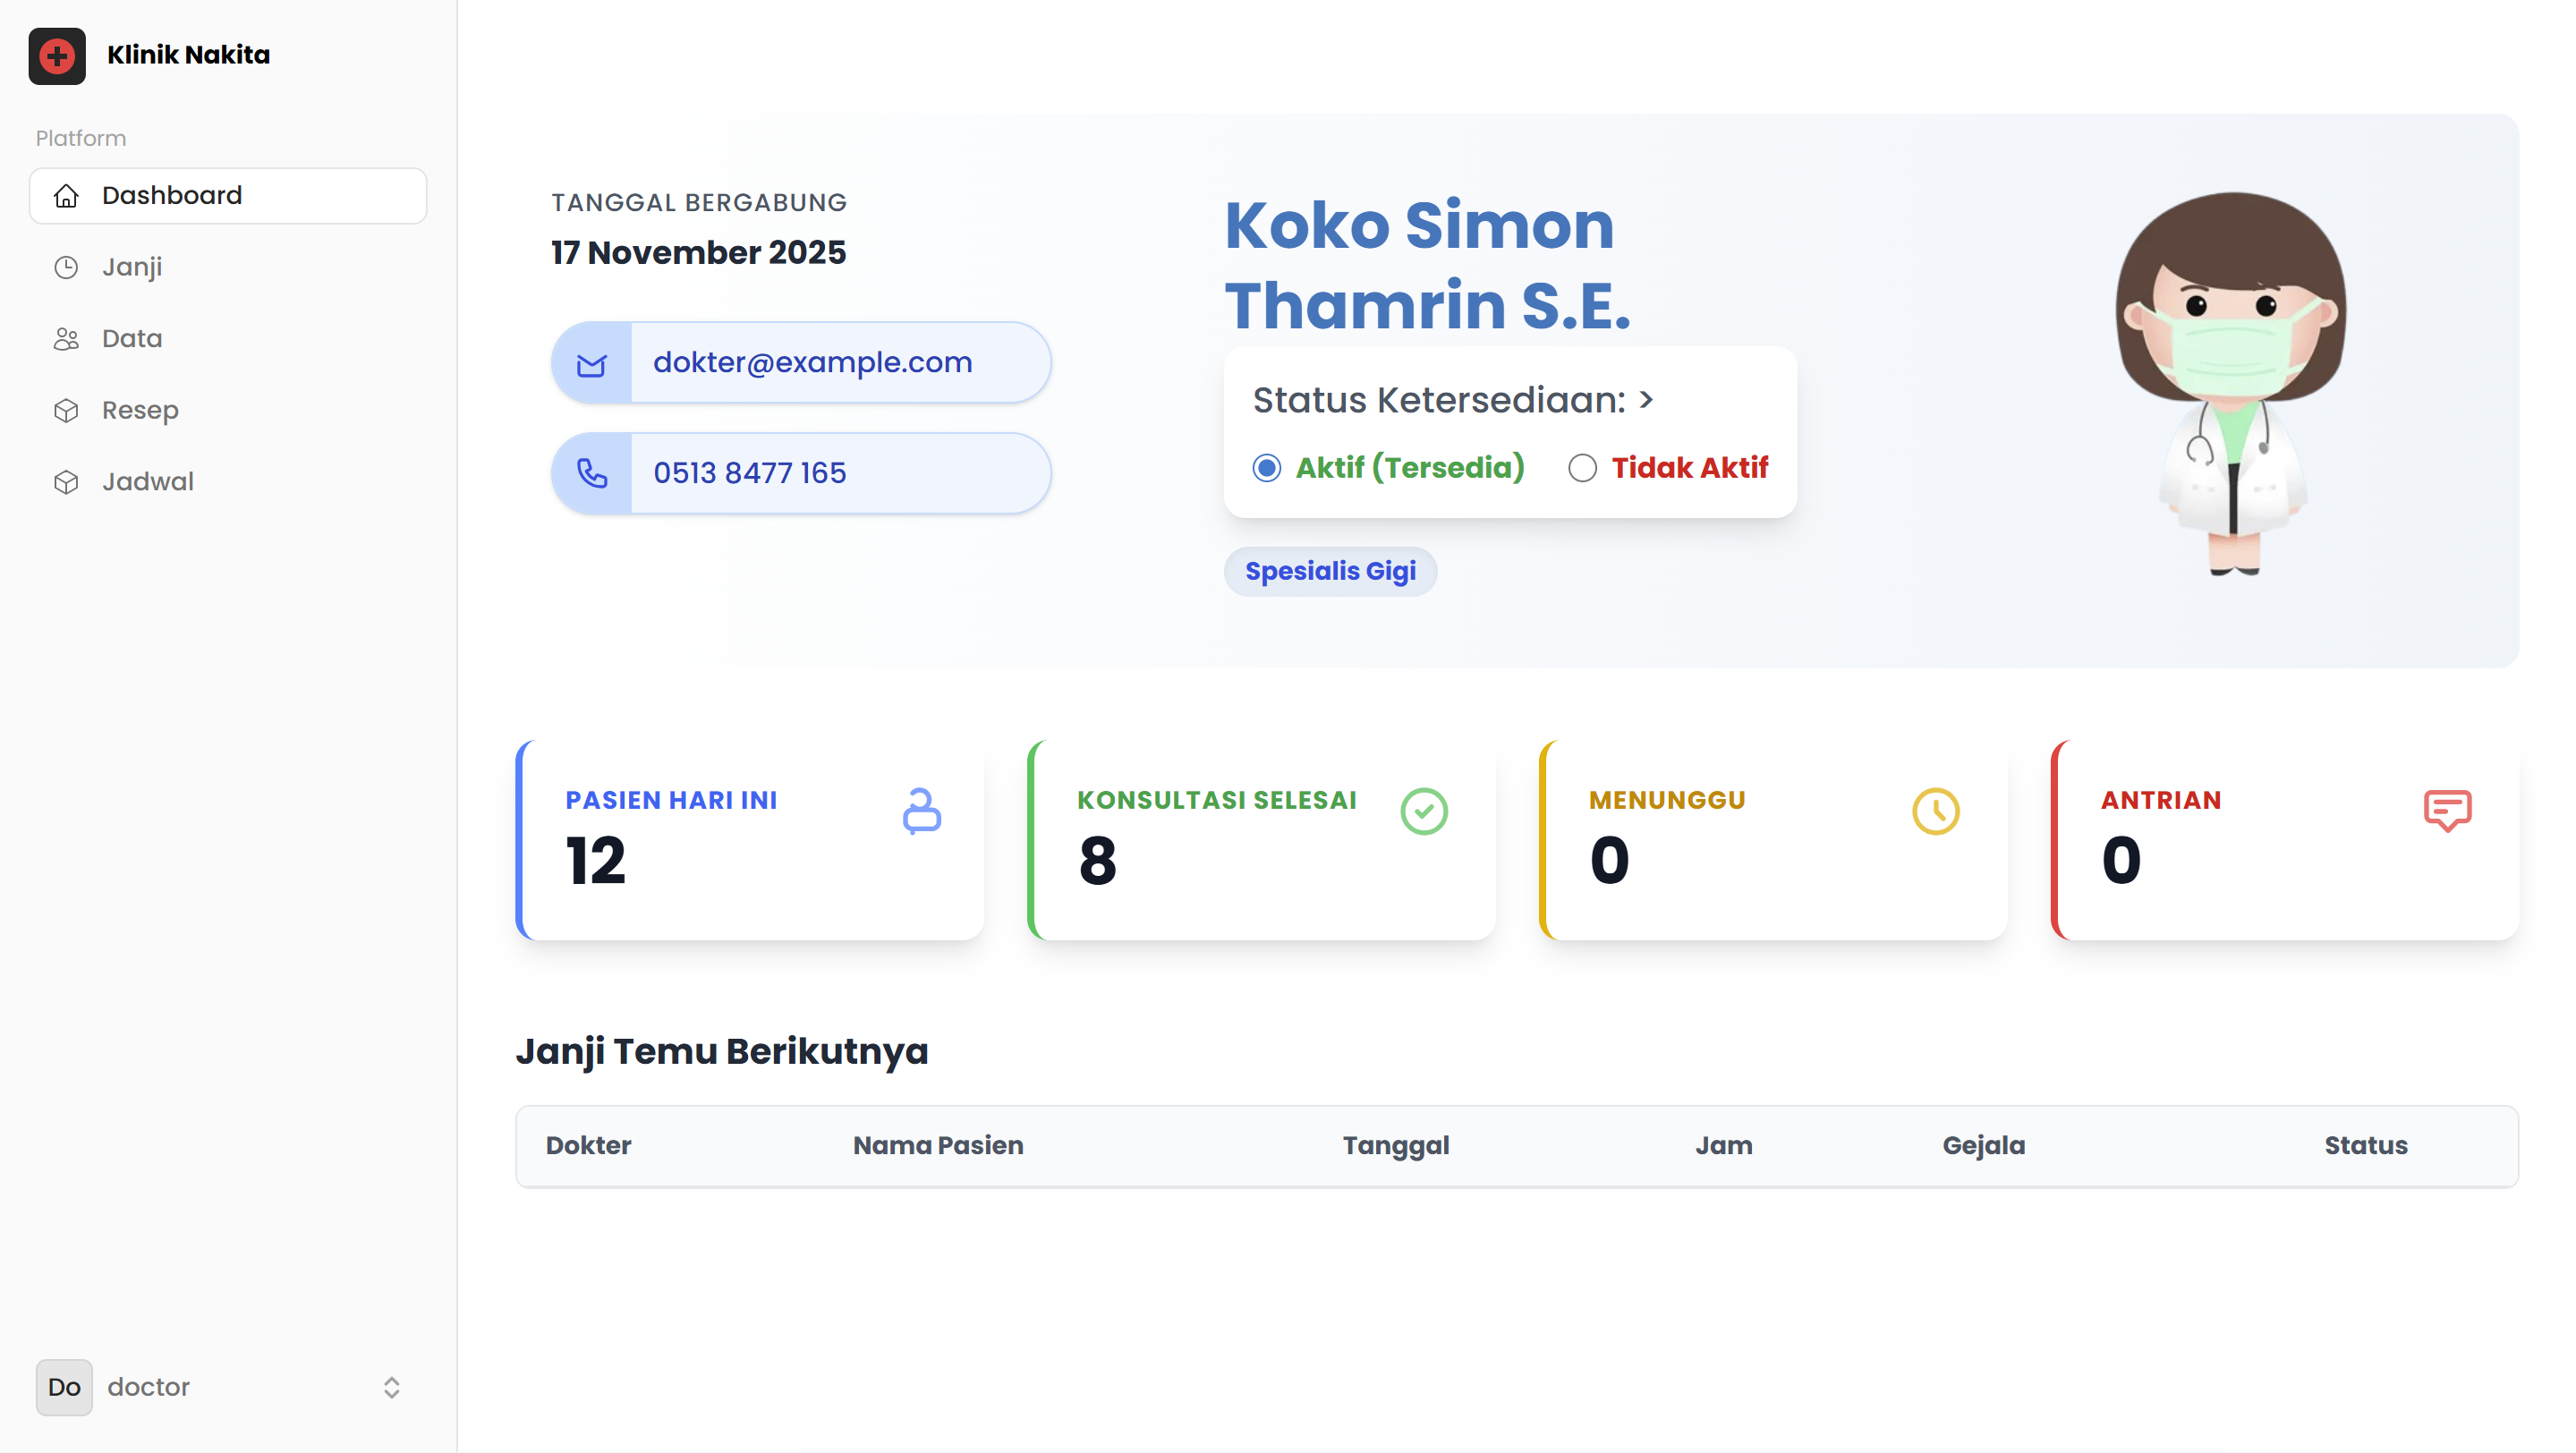 Klinik Nakita
Platform
Dashboard
Janji
Data
Resep
Jadwal
Do doctor
TANGGAL BERGABUNG
17 November 2025
dokter@example.com
0513 8477 165
Koko Simon
Thamrin S.E.
Status Ketersediaan: >
Aktif (Tersedia) Tidak Aktif
Spesialis Gigi
PASIEN HARI INI
12
KONSULTASI SELESAI
8
MENUNGGU
0
ANTRIAN
0
Janji Temu Berikutnya
Dokter Nama Pasien Tanggal Jam Gejala Status